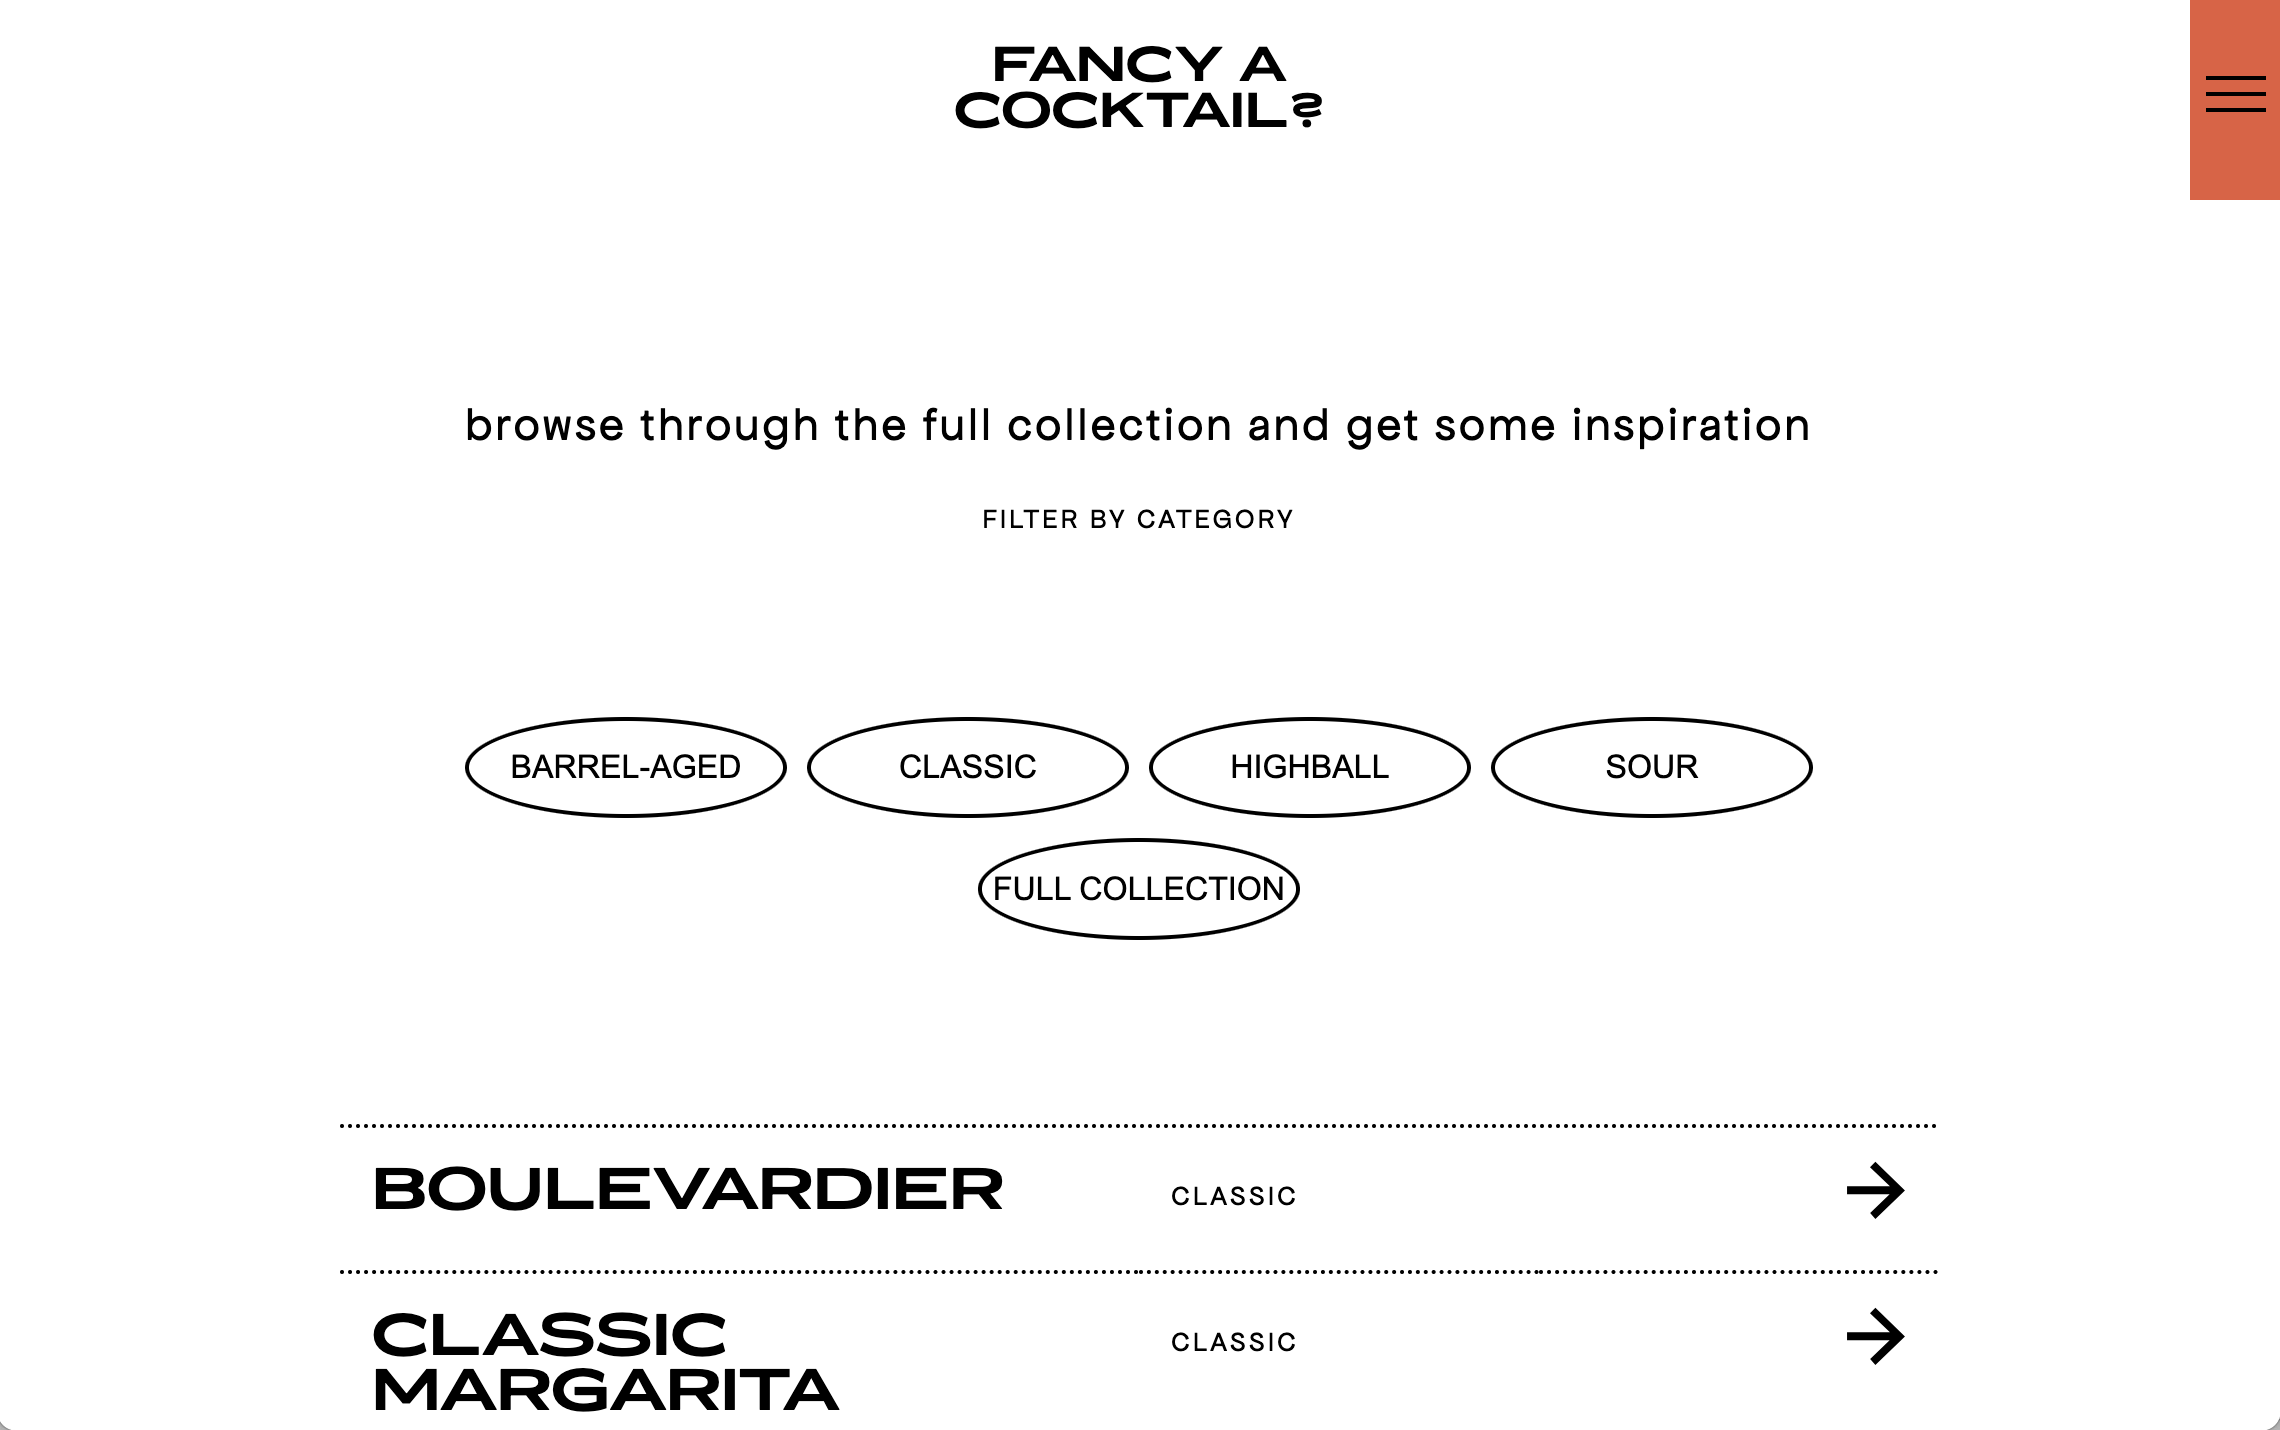 FANCY A
COCKTAIL?
browse through the full collection and get some inspiration
FILTER BY CATEGORY
BARREL-AGED
CLASSIC
HIGHBALL
SOUR
FULL COLLECTION
BOULEVARDIER
CLASSIC
CLASSIC
MARGARITA
CLASSIC